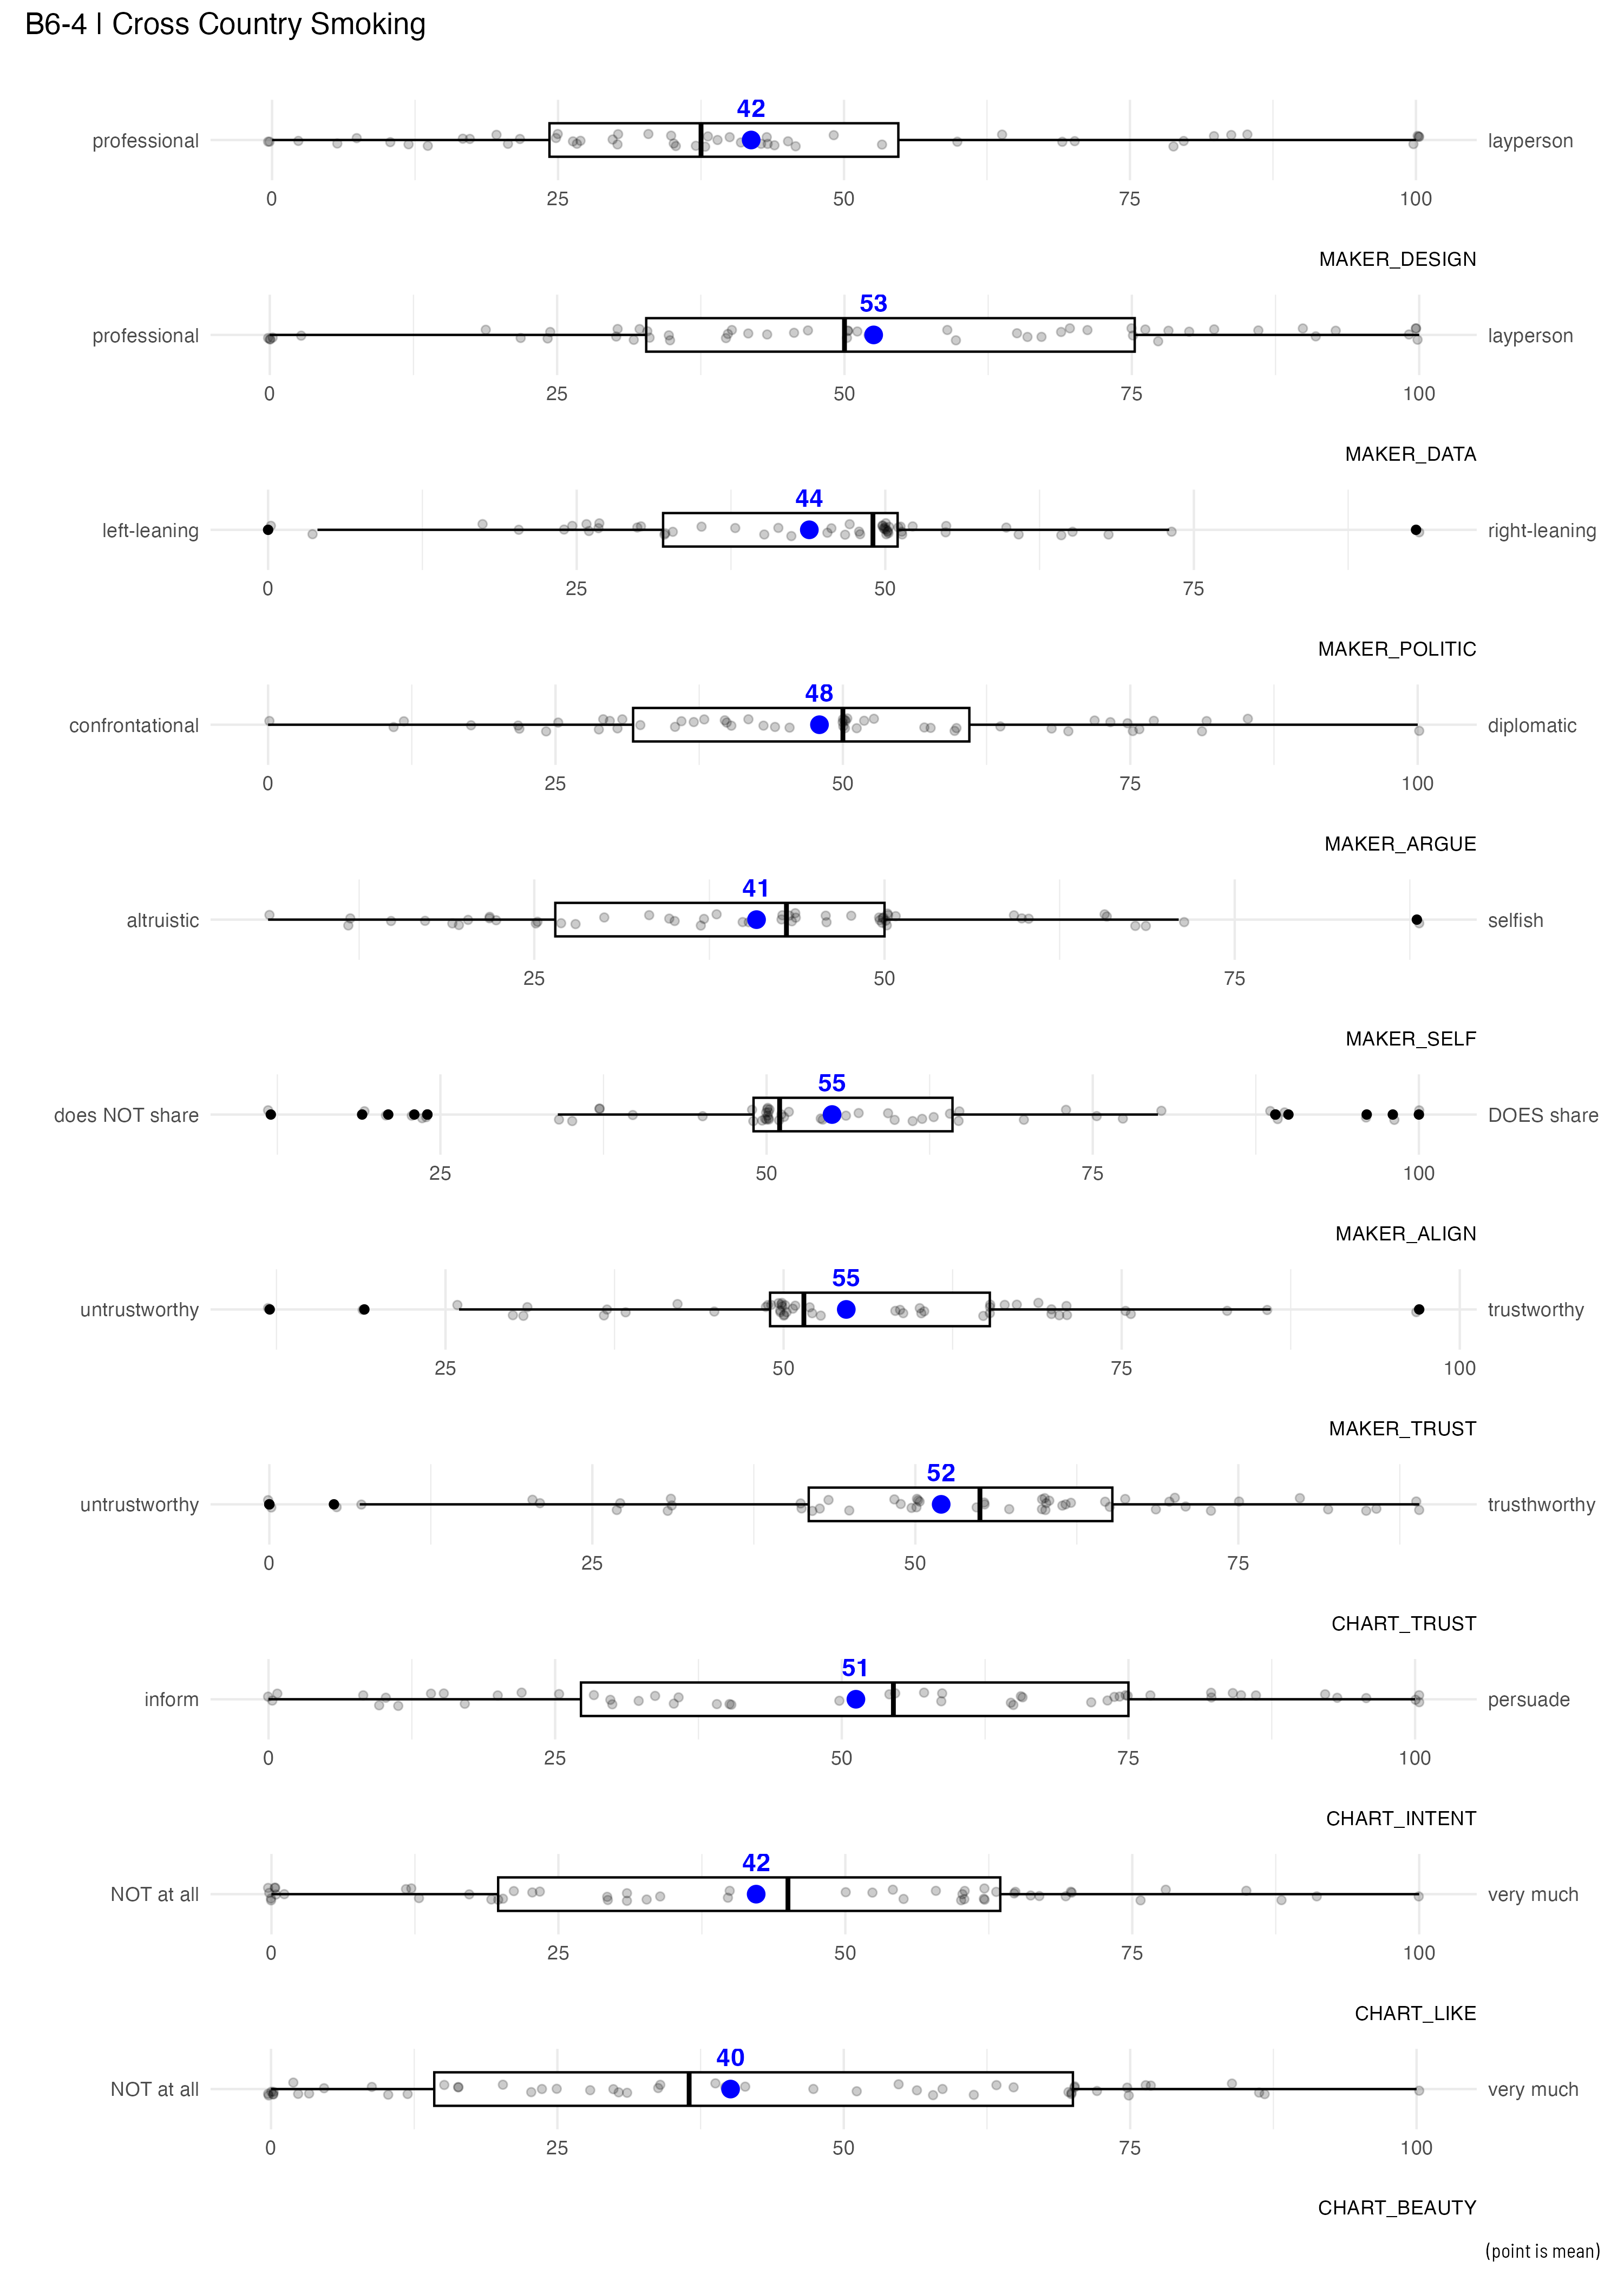 B6-4 | Cross Country Smoking
42
professional layperson
0 25 50 75 100
MAKER_DESIGN
53
professional layperson
0 25 50 75 100
MAKER_DATA
44
left-leaning right-leaning
0 25 50 75
MAKER_POLITIC
48
confrontational diplomatic
0 25 50 75 100
MAKER_ARGUE
41
altruistic selfish
25 50 75
MAKER_SELF
55
does NOT share DOES share
25 50 75 100
MAKER_ALIGN
55
untrustworthy trustworthy
25 50 75 100
MAKER_TRUST
52
untrustworthy trusthworthy
0 25 50 75
CHART_TRUST
51
inform persuade
0 25 50 75 100
CHART_INTENT
42
NOT at all very much
0 25 50 75 100
CHART_LIKE
40
NOT at all very much
0 25 50 75 100
CHART_BEAUTY
(point is mean)